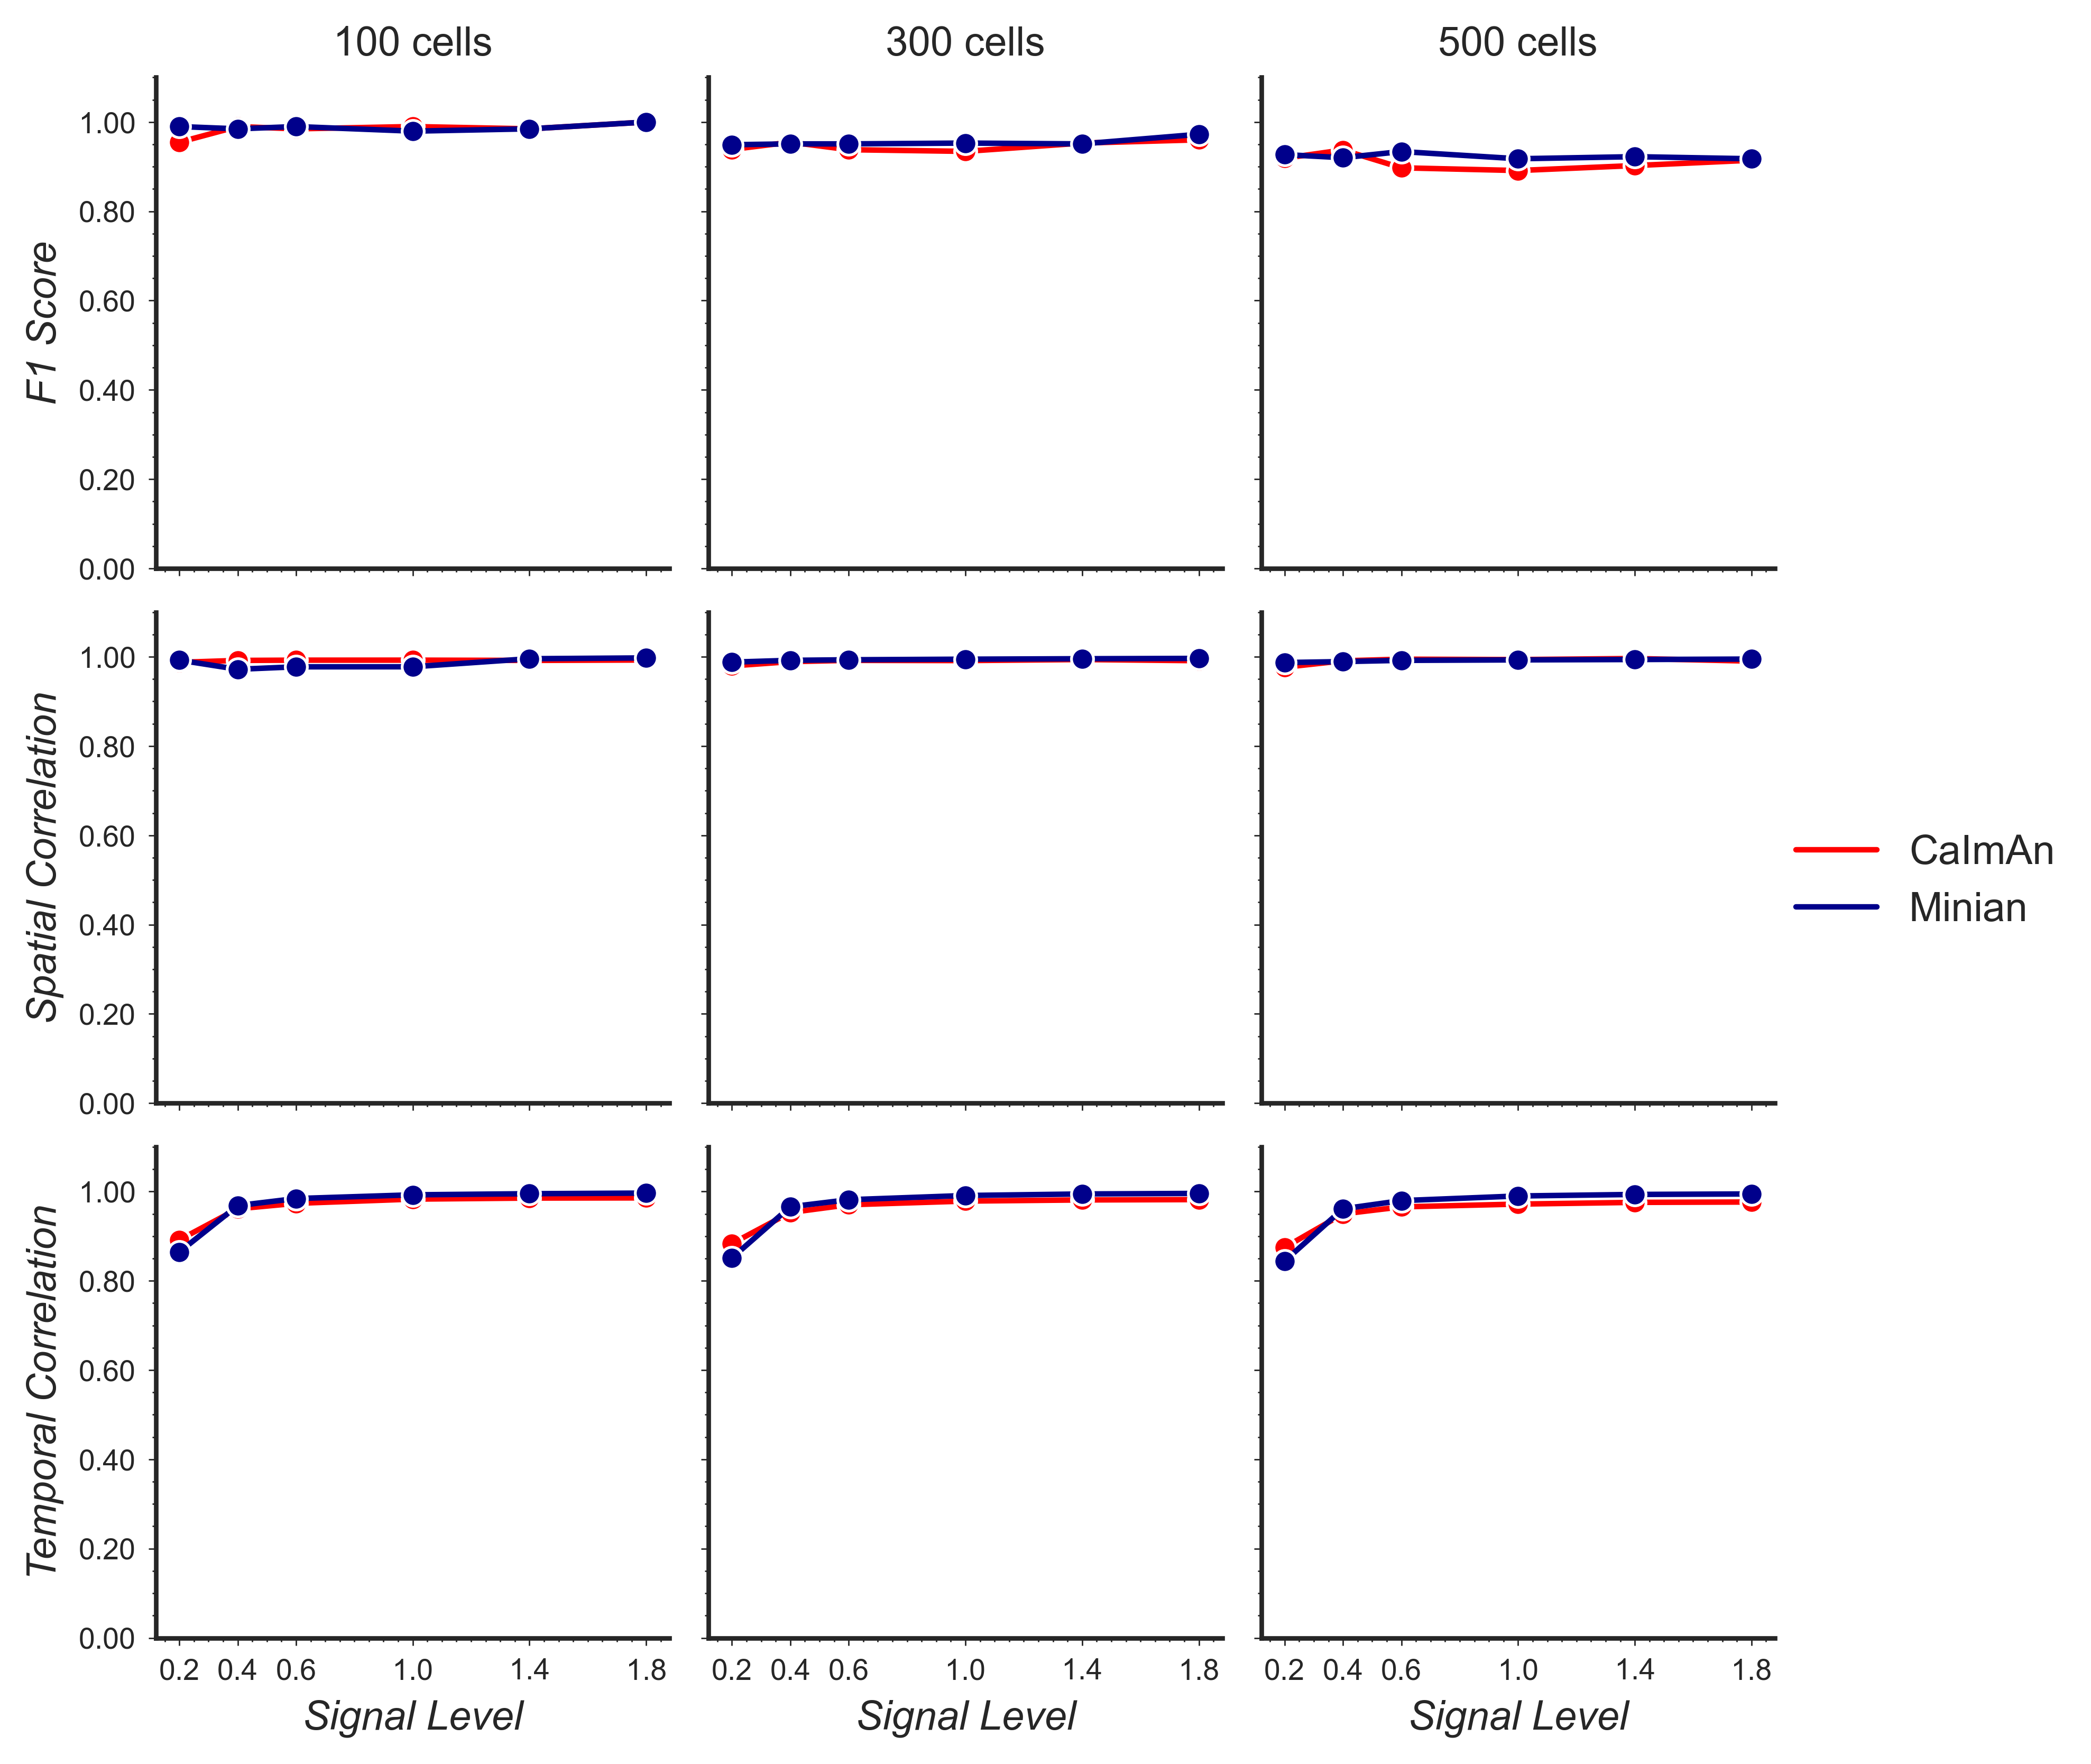 100 cells 300 cells 500 cells
F1 Score
1.00
0.80
0.60
0.40
0.20
0.00
Spatial Correlation
1.00
0.80
0.60
0.40
0.20
0.00
CaImAn
Minian
Temporal Correlation
1.00
0.80
0.60
0.40
0.20
0.00
0.2 0.4 0.6 1.0 1.4 1.8 0.2 0.4 0.6 1.0 1.4 1.8 0.2 0.4 0.6 1.0 1.4 1.8
Signal Level Signal Level Signal Level